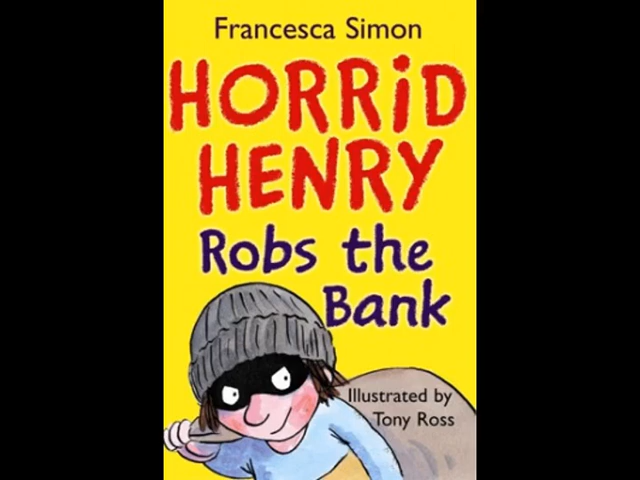 Francesca Simon
HORRiD
HENRY
Robs the
Bank
Illustrated by
Tony Ross